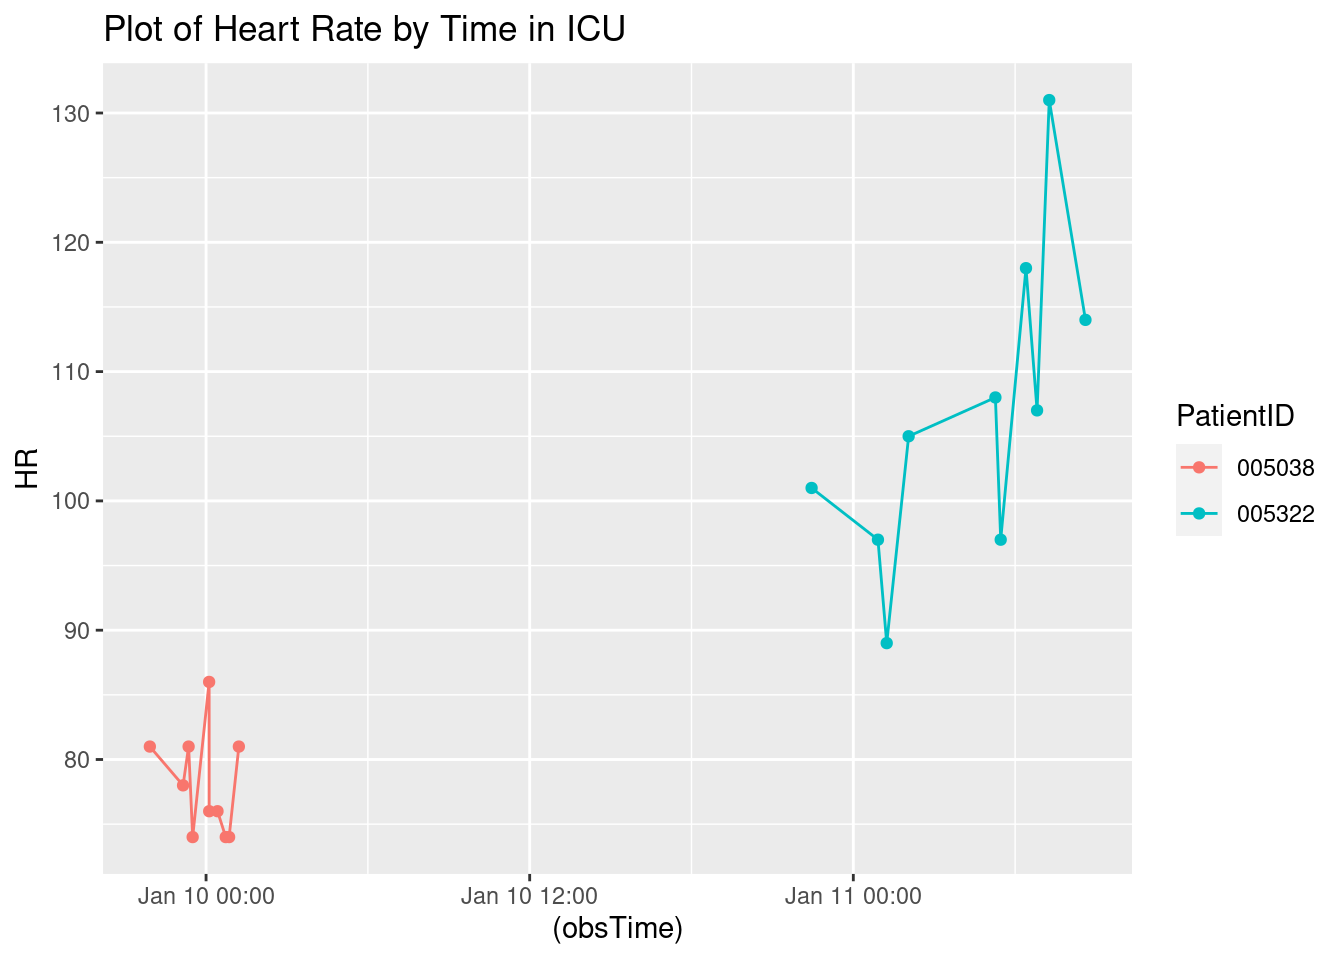 Plot of Heart Rate by Time in ICU
130
120
110
100
90
80
HR
Jan 10 00:00
Jan 10 12:00
Jan 11 00:00
(obsTime)
PatientID
005038
005322